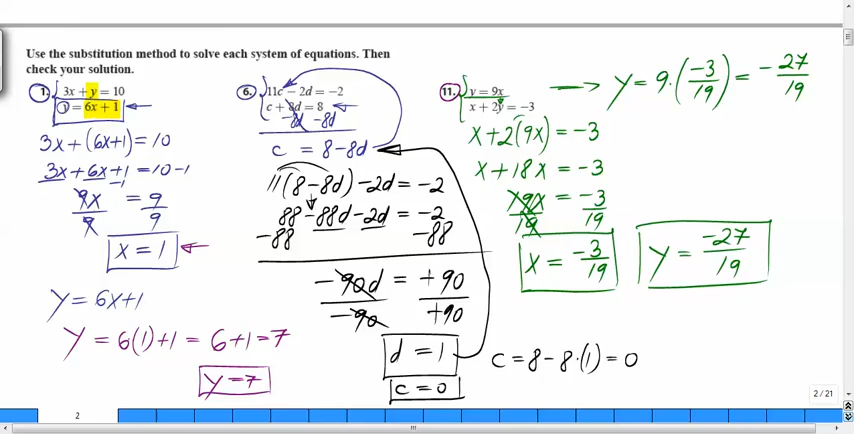 Use the substitution method to solve each system of equations. Then
check your solution.
1. 3x + y = 10
y = 6x + 1
3x + (6x+1) = 10
3x + 6x + 1 = 10 - 1
-1
9x = 9
9 9
x = 1
y = 6x+1
y = 6(1)+1 = 6+1 = 7
y = 7
6. 11c − 2d = −2
c + 8d = 8
-8d -8d
c = 8-8d
11(8-8d) - 2d = -2
88 - 88d - 2d = -2
-88 -88
-90d = +90
-90 +90
d = 1
c = 0
c = 8 - 8·(1) = 0
11. y = 9x
x + 2y = −3
x + 2(9x) = -3
x + 18x = -3
19x = -3
19 19
x = -3/19
y = 9·(-3/19) = -27/19
y = -27/19
2 / 21
2